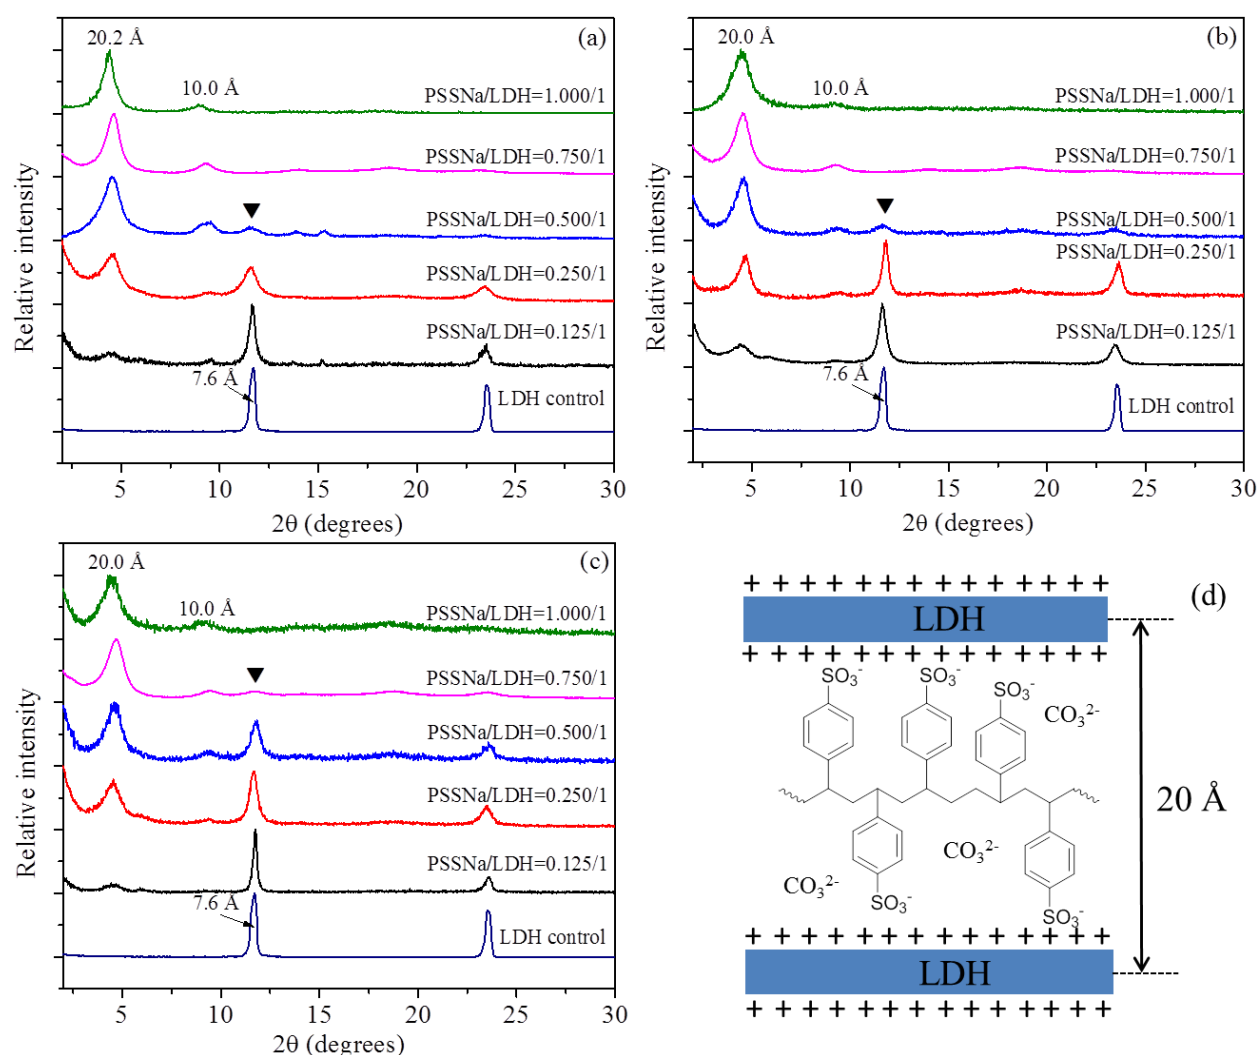 (a)
20.2 Å
10.0 Å
PSSNa/LDH=1.000/1
PSSNa/LDH=0.750/1
PSSNa/LDH=0.500/1
PSSNa/LDH=0.250/1
PSSNa/LDH=0.125/1
7.6 Å
LDH control
Relative intensity
5 10 15 20 25 30
2θ (degrees)
(b)
20.0 Å
10.0 Å
PSSNa/LDH=1.000/1
PSSNa/LDH=0.750/1
PSSNa/LDH=0.500/1
PSSNa/LDH=0.250/1
PSSNa/LDH=0.125/1
7.6 Å
LDH control
Relative intensity
5 10 15 20 25 30
2θ (degrees)
(c)
20.0 Å
10.0 Å
PSSNa/LDH=1.000/1
PSSNa/LDH=0.750/1
PSSNa/LDH=0.500/1
PSSNa/LDH=0.250/1
PSSNa/LDH=0.125/1
7.6 Å
LDH control
Relative intensity
5 10 15 20 25 30
2θ (degrees)
(d)
+ + + + + + + + + + + + + +
LDH
+ + + + + + + + + + + + + +
SO₃⁻ SO₃⁻ SO₃⁻
CO₃²⁻
20 Å
CO₃²⁻
CO₃²⁻
SO₃⁻ SO₃⁻
+ + + + + + + + + + + + + +
LDH
+ + + + + + + + + + + + + +